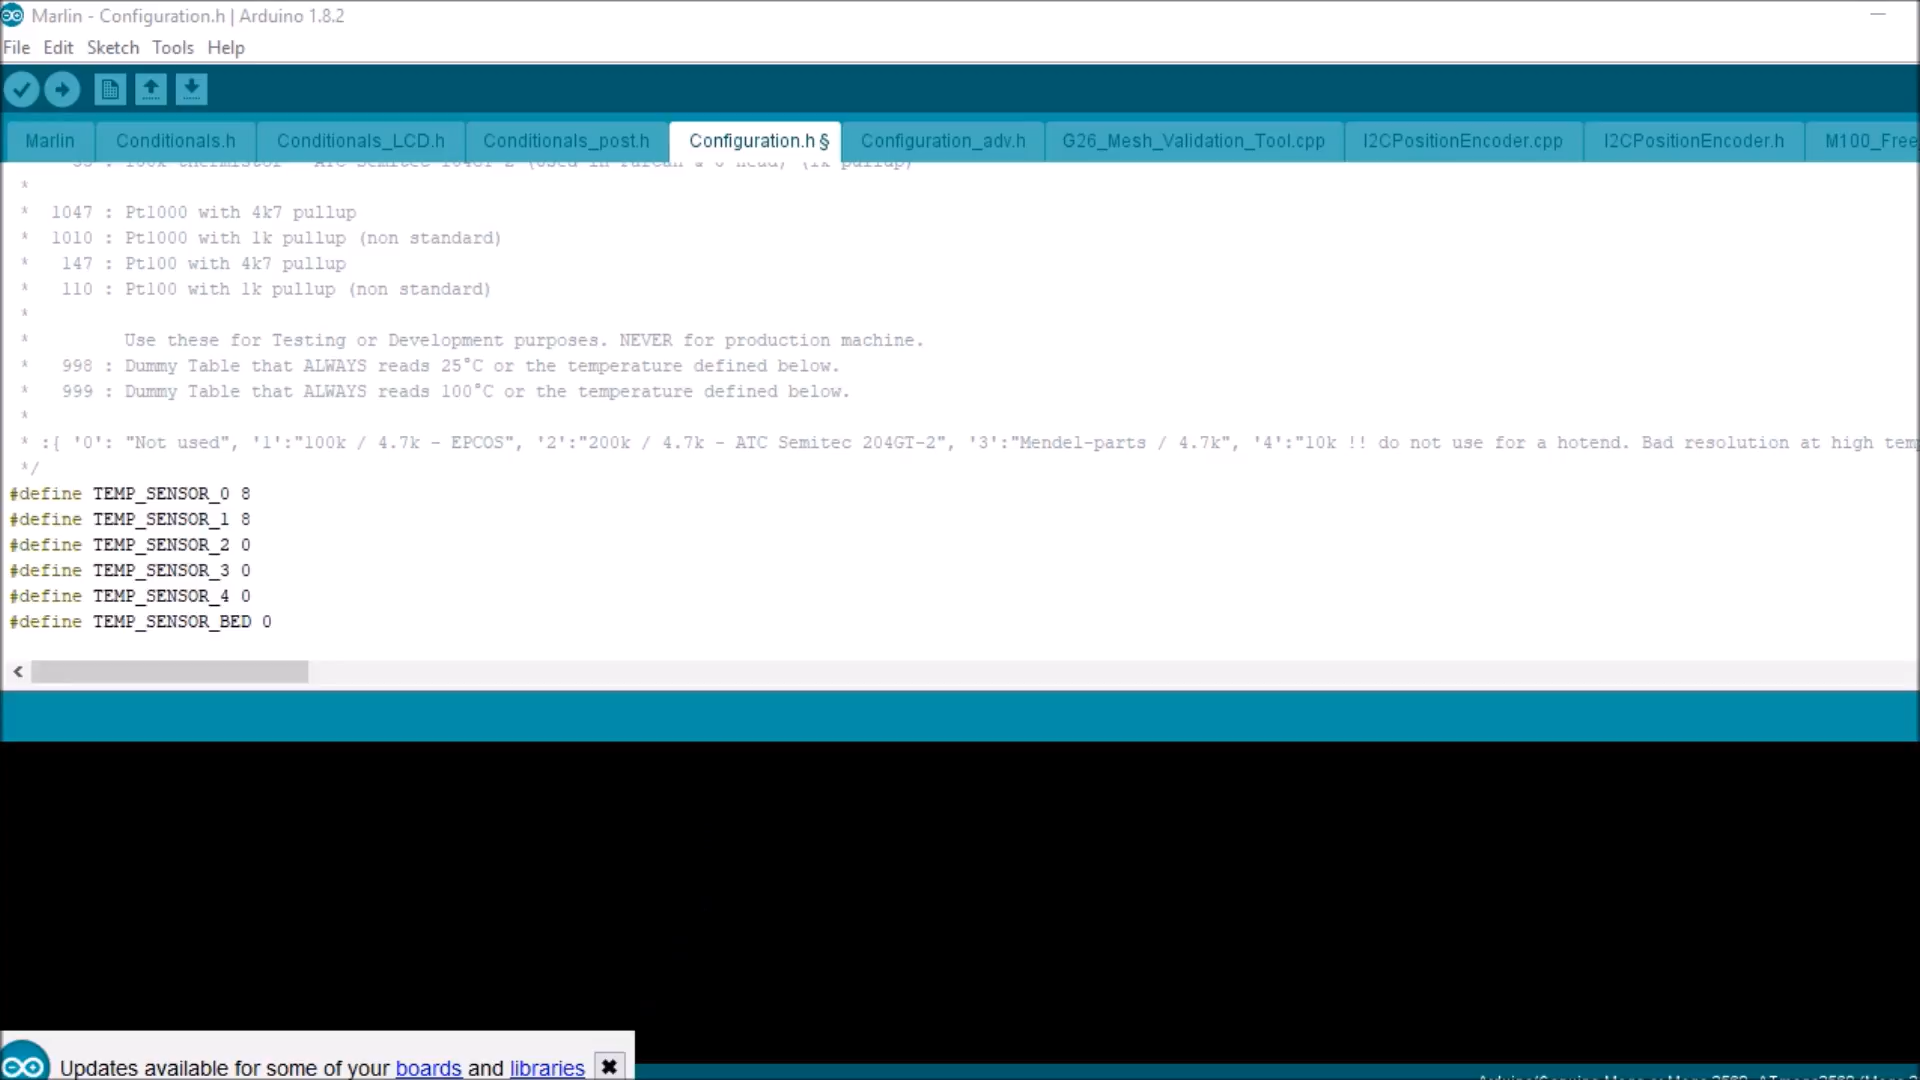 Marlin - Configuration.h | Arduino 1.8.2
File Edit Sketch Tools Help
Marlin Conditionals.h Conditionals_LCD.h Conditionals_post.h Configuration.h § Configuration_adv.h G26_Mesh_Validation_Tool.cpp I2CPositionEncoder.cpp I2CPositionEncoder.h M100_Free
*
* 1047 : Pt1000 with 4k7 pullup
* 1010 : Pt1000 with 1k pullup (non standard)
* 147 : Pt100 with 4k7 pullup
* 110 : Pt100 with 1k pullup (non standard)
*
* Use these for Testing or Development purposes. NEVER for production machine.
* 998 : Dummy Table that ALWAYS reads 25°C or the temperature defined below.
* 999 : Dummy Table that ALWAYS reads 100°C or the temperature defined below.
*
* :{ '0': "Not used", '1':"100k / 4.7k - EPCOS", '2':"200k / 4.7k - ATC Semitec 204GT-2", '3':"Mendel-parts / 4.7k", '4':"10k !! do not use for a hotend. Bad resolution at high tem
*/
#define TEMP_SENSOR_0 8
#define TEMP_SENSOR_1 8
#define TEMP_SENSOR_2 0
#define TEMP_SENSOR_3 0
#define TEMP_SENSOR_4 0
#define TEMP_SENSOR_BED 0
Updates available for some of your boards and libraries